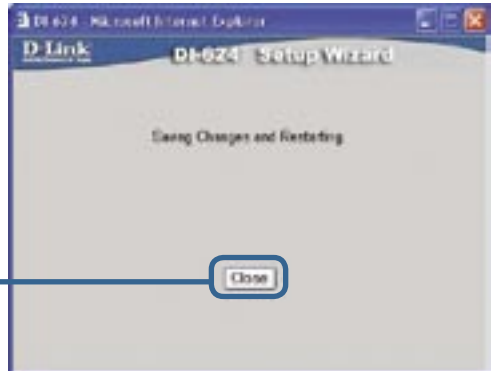 DI-624 - Microsoft Internet Explorer
D-Link
DI-624 Setup Wizard
Saving Changes and Restarting.
Close